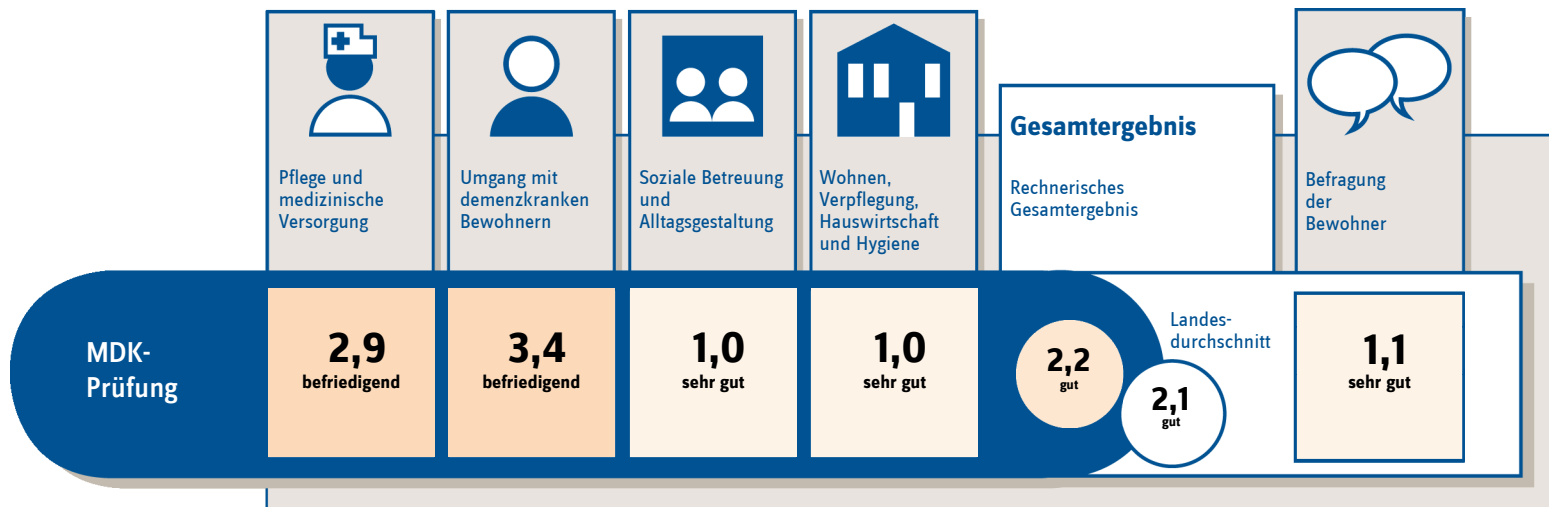 Pflege und
medizinische
Versorgung
Umgang mit
demenzkranken
Bewohnern
Soziale Betreuung
und
Alltagsgestaltung
Wohnen,
Verpflegung,
Hauswirtschaft
und Hygiene
Gesamtergebnis
Rechnerisches
Gesamtergebnis
Befragung
der
Bewohner
MDK-
Prüfung
2,9
befriedigend
3,4
befriedigend
1,0
sehr gut
1,0
sehr gut
2,2
gut
Landes-
durchschnitt
2,1
gut
1,1
sehr gut